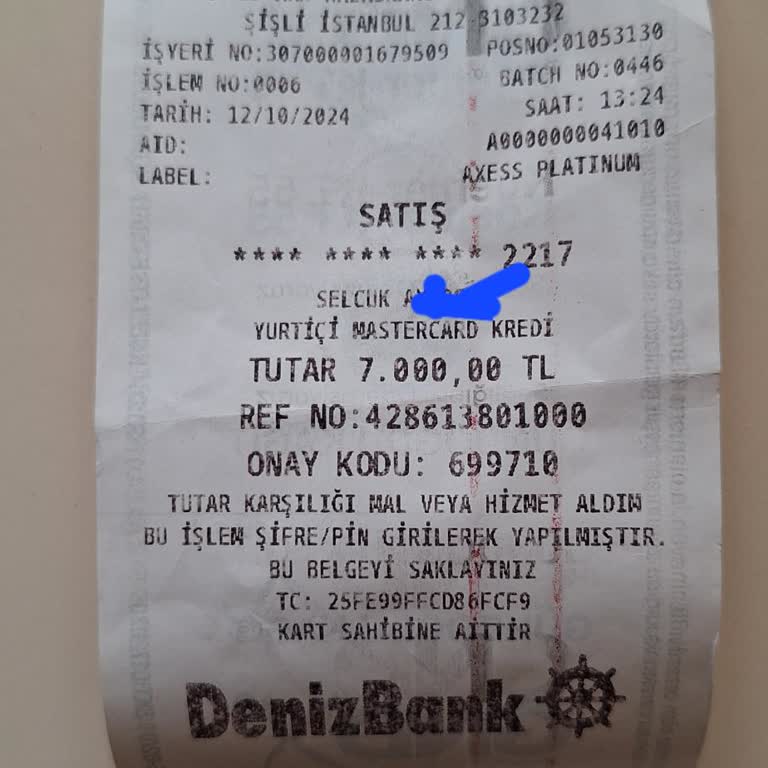 ŞİŞLİ İSTANBUL 212 3103232
İŞYERİ NO:307000001679509 POSNO:01053130
İŞLEM NO:0006 BATCH NO:0446
TARİH: 12/10/2024 SAAT: 13:24
AID: A0000000041010
LABEL: AXESS PLATINUM
SATIŞ
**** **** **** 2217
SELCUK
YURTİÇİ MASTERCARD KREDİ
TUTAR 7.000,00 TL
REF NO:428613801000
ONAY KODU: 699710
TUTAR KARŞILIĞI MAL VEYA HİZMET ALDIM
BU İŞLEM ŞİFRE/PİN GİRİLEREK YAPILMIŞTIR.
BU BELGEYİ SAKLAYINIZ
TC: 25FE99FFCD86FCF9
KART SAHİBİNE AİTTİR
DenizBank